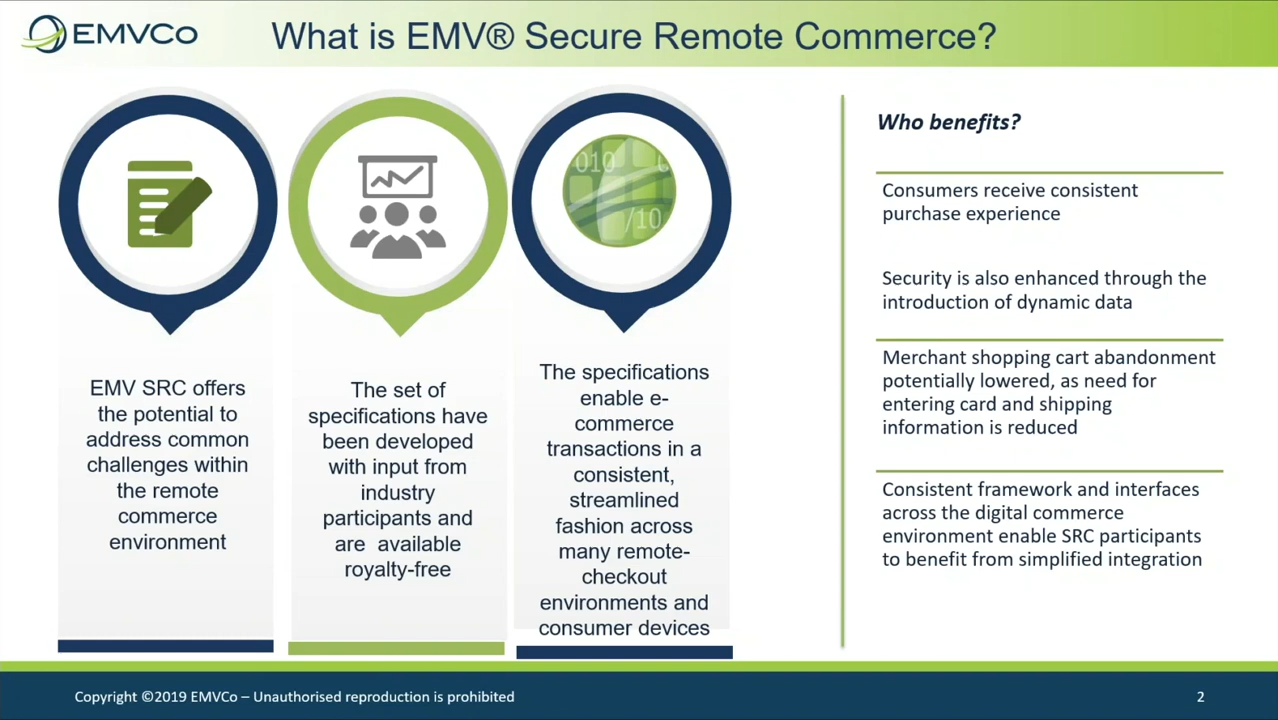 EMVCo
What is EMV® Secure Remote Commerce?
010
/10
EMV SRC offers
the potential to
address common
challenges within
the remote
commerce
environment
The set of
specifications have
been developed
with input from
industry
participants and
are available
royalty-free
The specifications
enable e-
commerce
transactions in a
consistent,
streamlined
fashion across
many remote-
checkout
environments and
consumer devices
Who benefits?
Consumers receive consistent
purchase experience
Security is also enhanced through the
introduction of dynamic data
Merchant shopping cart abandonment
potentially lowered, as need for
entering card and shipping
information is reduced
Consistent framework and interfaces
across the digital commerce
environment enable SRC participants
to benefit from simplified integration
Copyright ©2019 EMVCo – Unauthorised reproduction is prohibited
2